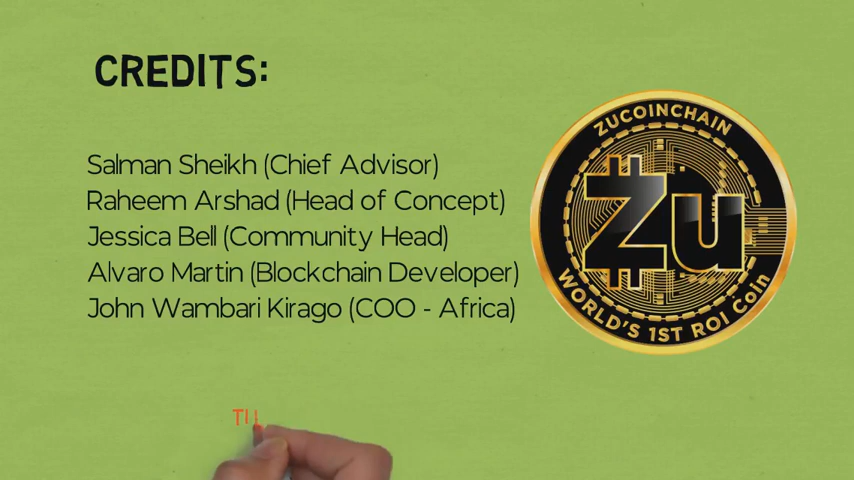 CREDITS:
Salman Sheikh (Chief Advisor)
Raheem Arshad (Head of Concept)
Jessica Bell (Community Head)
Alvaro Martin (Blockchain Developer)
John Wambari Kirago (COO - Africa)
ZUCOINCHAIN
Zu
WORLD'S 1ST ROI Coin